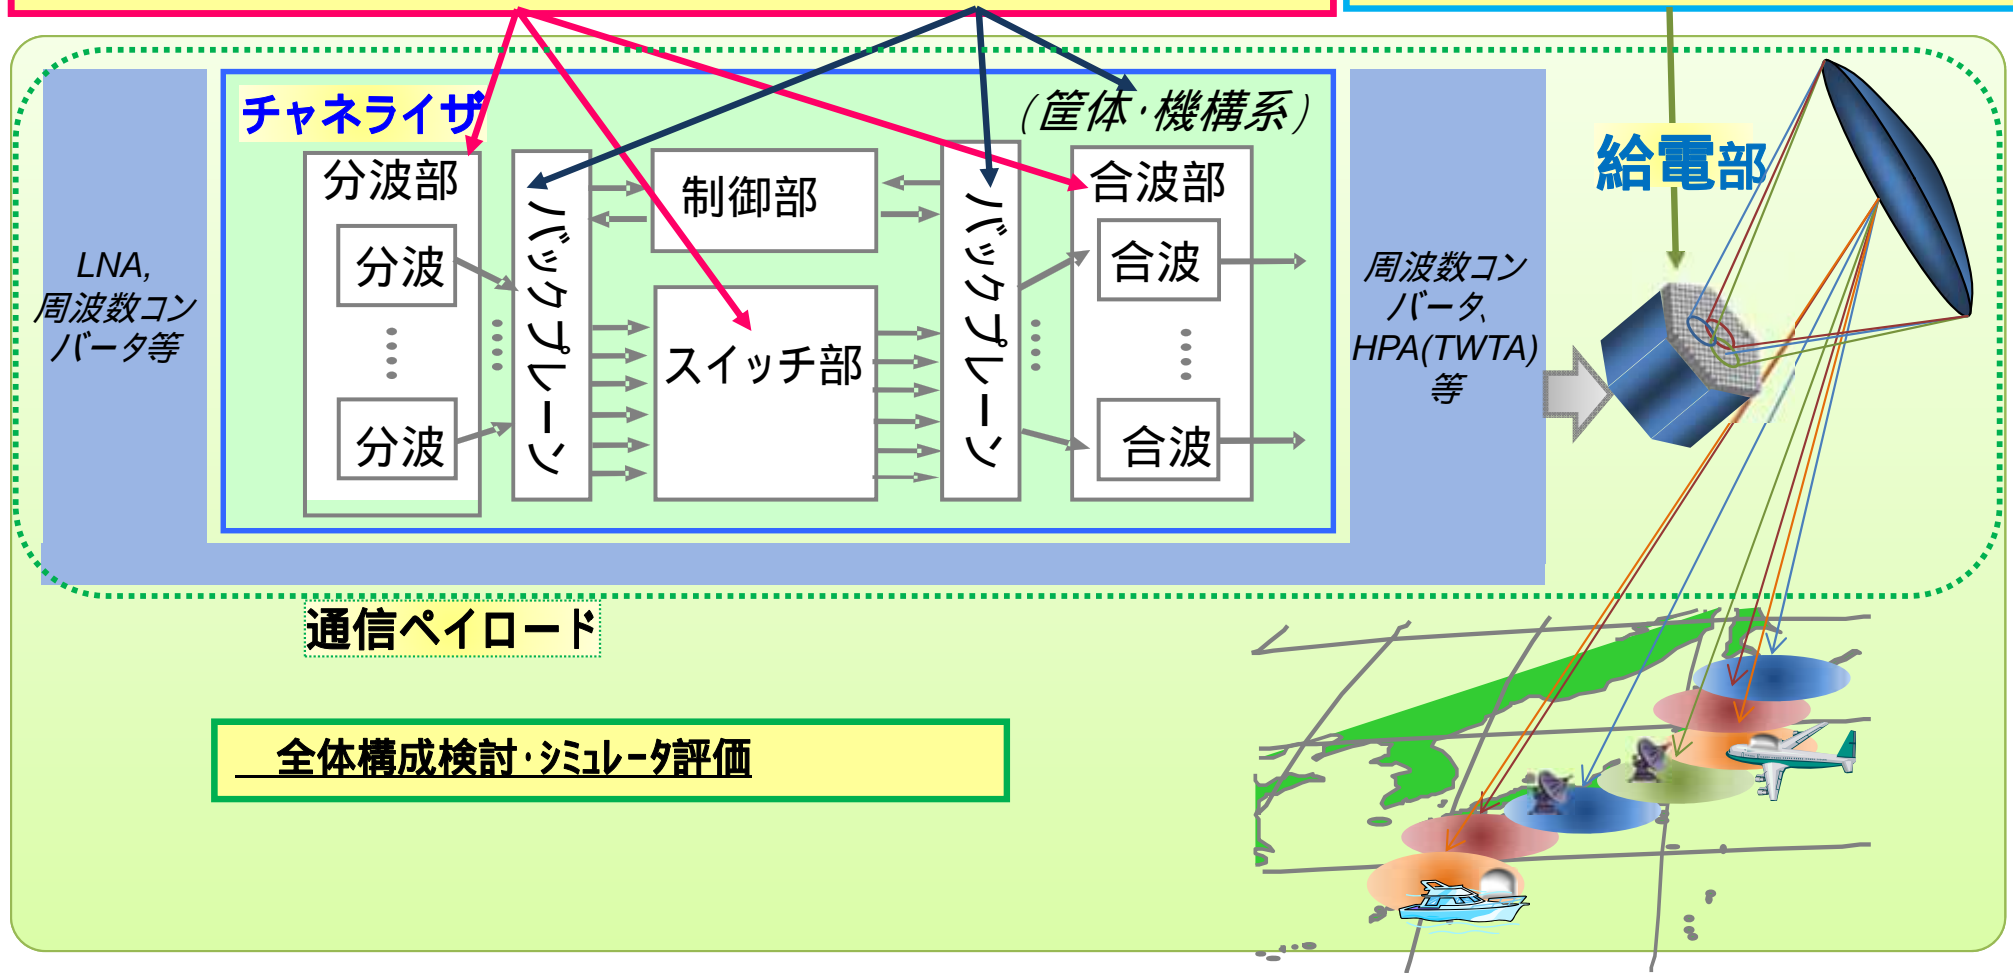 チャネライザ
(筐体・機構系)
分波部
バックプレーン
制御部
バックプレーン
合波部
給電部
分波
合波
LNA,
周波数コン
バータ等
スイッチ部
周波数コン
バータ、
HPA(TWTA)
等
分波
合波
通信ペイロード
全体構成検討・シミュレータ評価